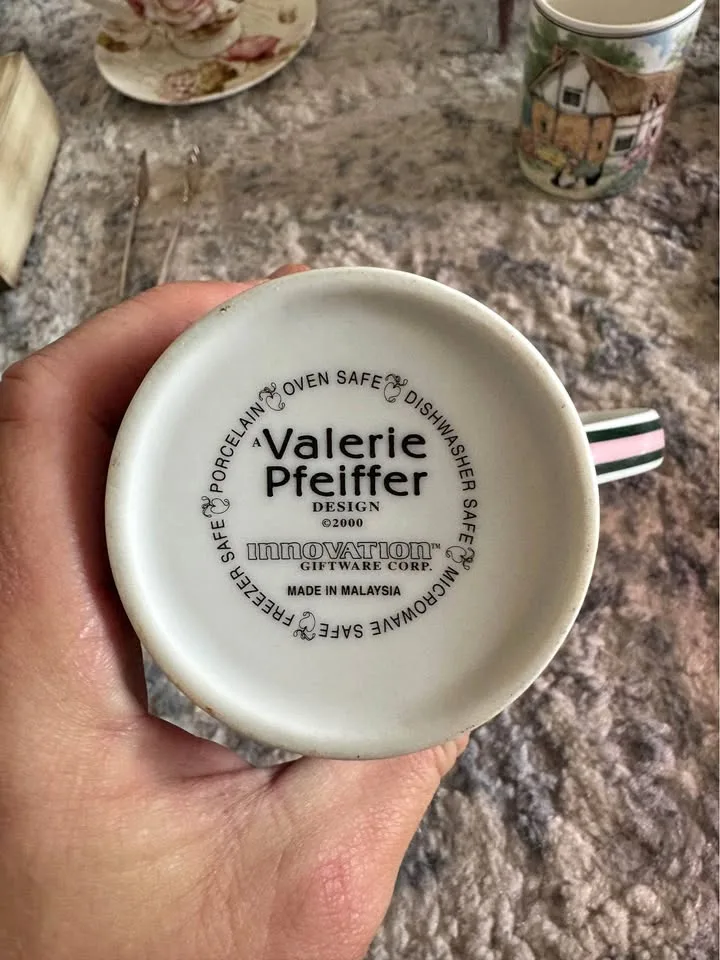 PORCELAIN OVEN SAFE DISHWASHER SAFE MICROWAVE SAFE FREEZER SAFE
A Valerie
Pfeiffer
DESIGN
©2000
INNOVATION™
GIFTWARE CORP.
MADE IN MALAYSIA